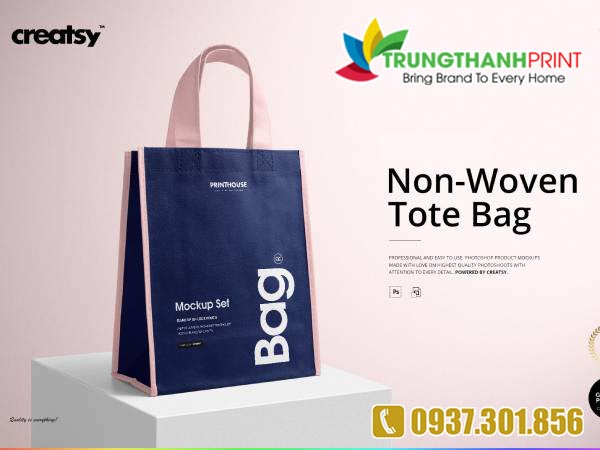 creatsy™
TRUNGTHANHPRINT
Bring Brand To Every Home
Non-Woven
Tote Bag
PROFESSIONAL AND EASY TO USE PHOTOSHOP PRODUCT MOCKUPS
MADE WITH LOVE ON HIGHEST QUALITY PHOTOSHOOTS WITH
ATTENTION TO EVERY DETAIL. POWERED BY CREATSY.
Ps
PRINTHOUSE
Bag
®
Mockup Set
Quality is everything!
0937.301.856